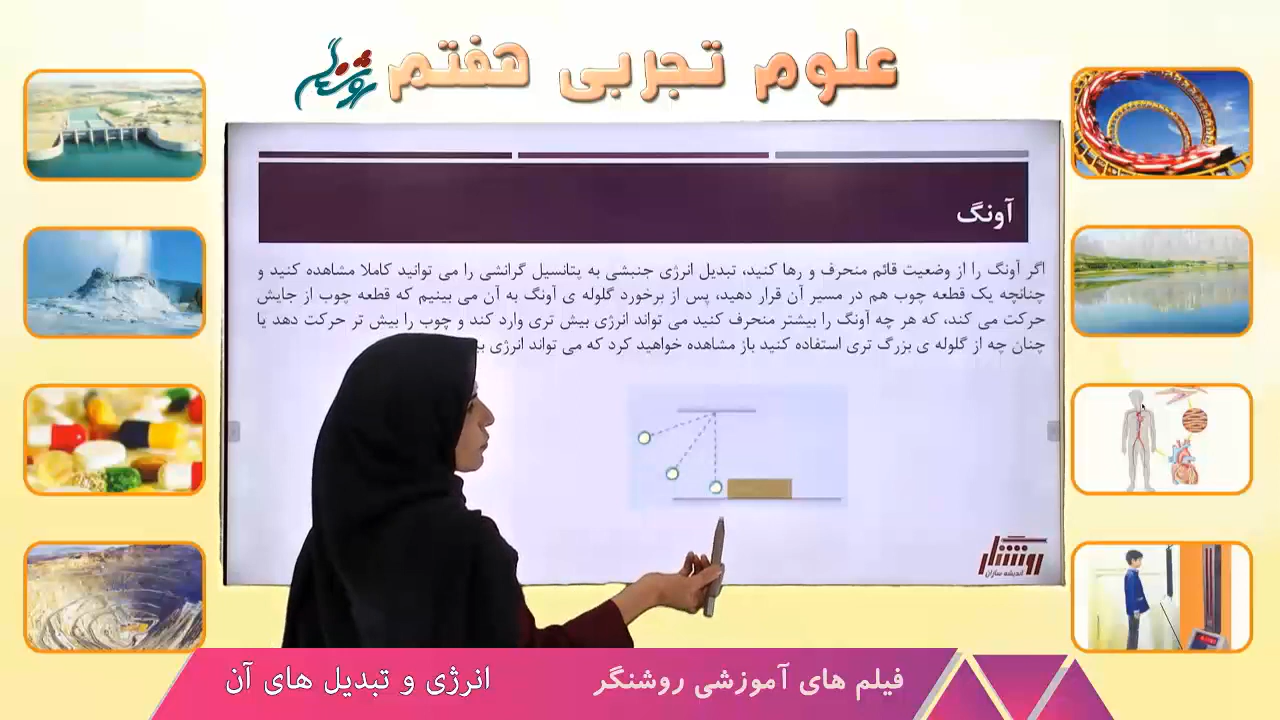 علوم تجربی هفتم
روشنگر
آونگ
اگر آونگ را از وضعیت قائم منحرف و رها کنید، تبدیل انرژی جنبشی به پتانسیل گرانشی را می توانید کاملا مشاهده کنید و
چنانچه یک قطعه چوب هم در مسیر آن قرار دهید، پس از برخورد گلوله ی آونگ به آن می بینیم که قطعه چوب از جایش
حرکت می کند، که هر چه آونگ را بیشتر منحرف کنید می تواند انرژی بیش تری وارد کند و چوب را بیش تر حرکت دهد یا
چنان چه از گلوله ی بزرگ تری استفاده کنید باز مشاهده خواهید کرد که می تواند انرژی
روشنگر
اندیشه سازان
فیلم های آموزشی روشنگر
انرژی و تبدیل های آن